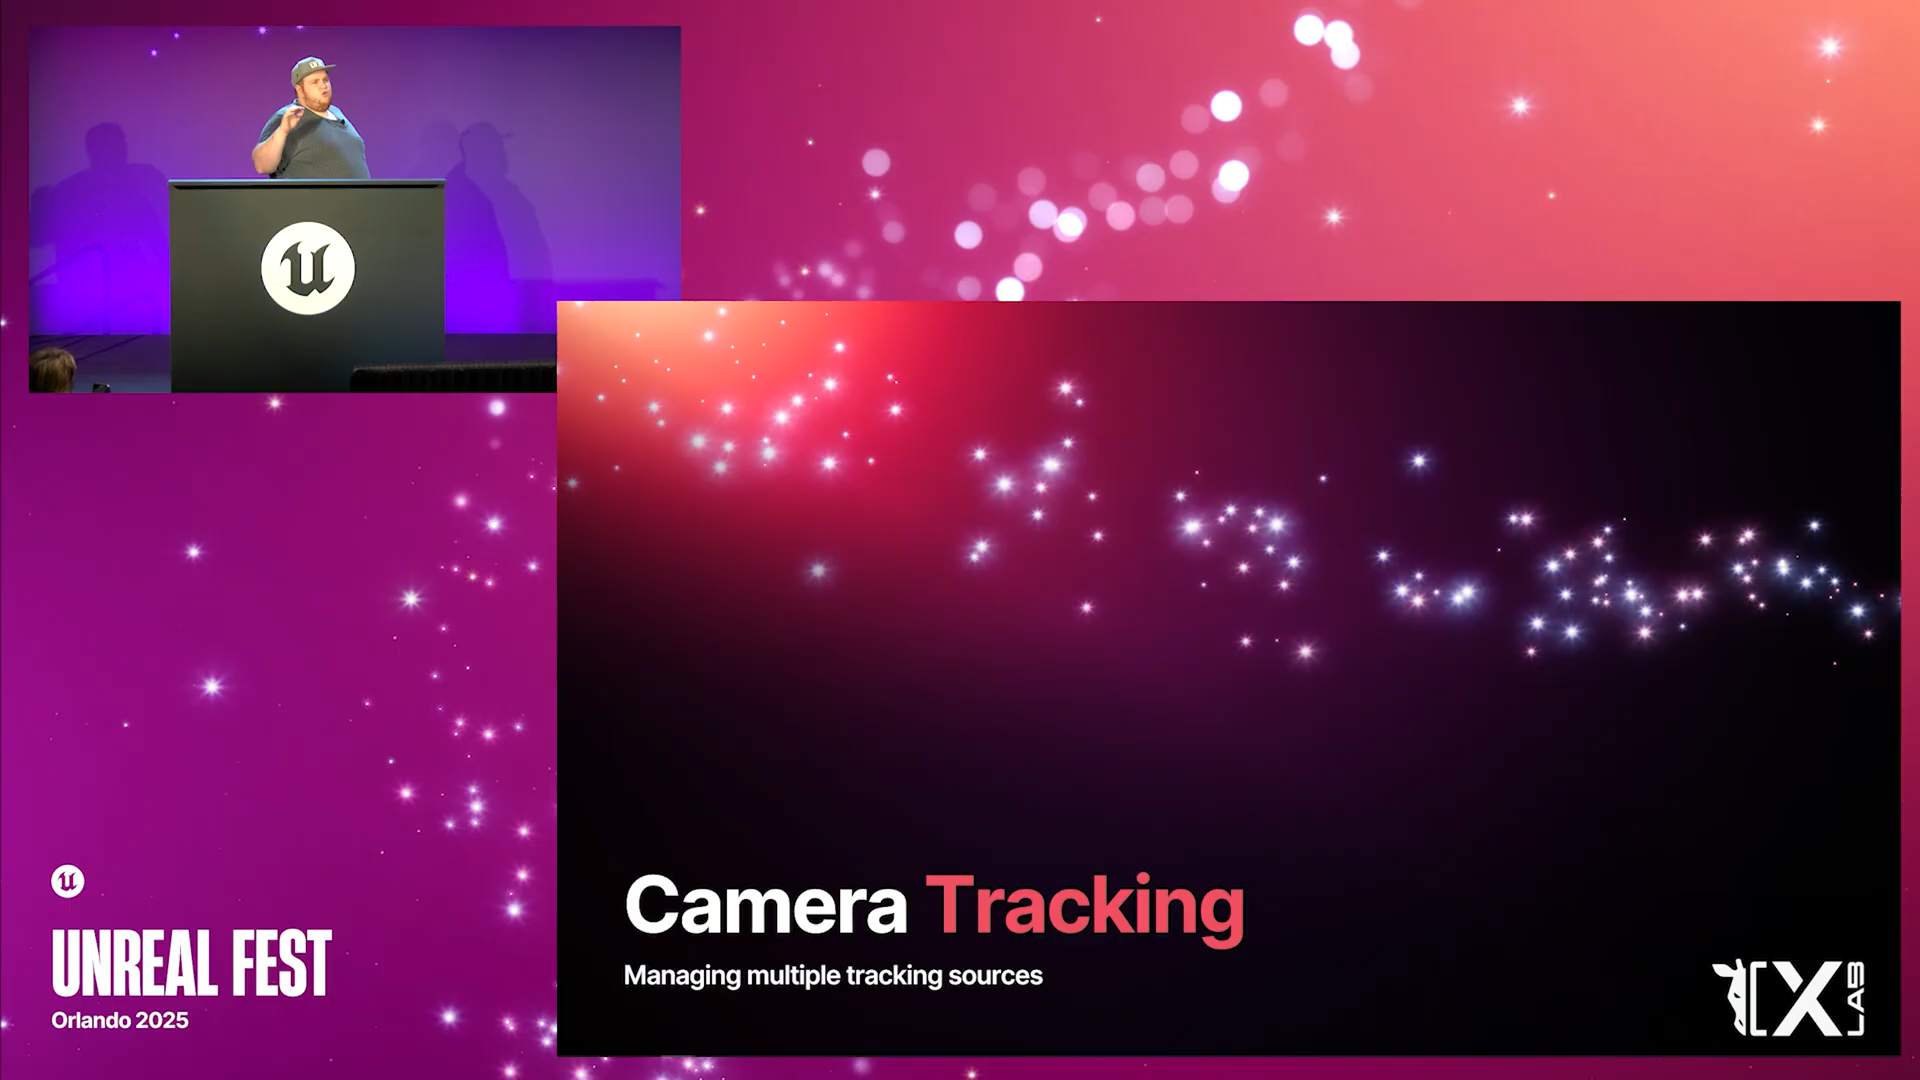 UNREAL FEST
Orlando 2025
Camera Tracking
Managing multiple tracking sources
X LAB